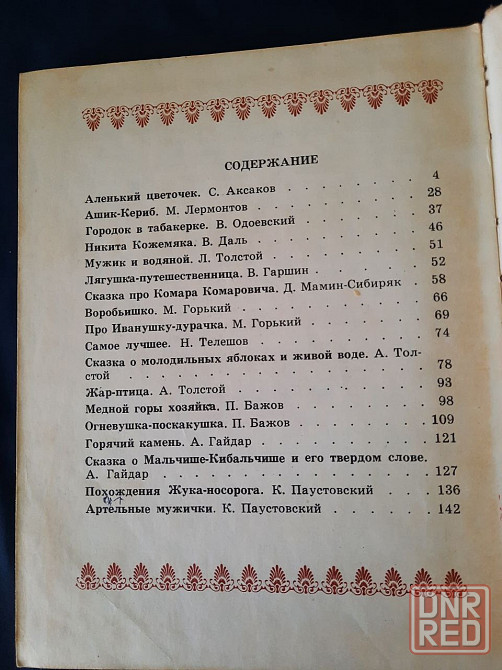 СОДЕРЖАНИЕ
Аленький цветочек. С. Аксаков . . . . . . . 4
Ашик-Кериб. М. Лермонтов . . . . . . . 28
Городок в табакерке. В. Одоевский . . . . . . 37
Никита Кожемяка. В. Даль . . . . . . . 46
Мужик и водяной. Л. Толстой . . . . . . . 51
Лягушка-путешественница. В. Гаршин . . . . . 52
Сказка про Комара Комаровича. Д. Мамин-Сибиряк . 58
Воробьишко. М. Горький . . . . . . . 66
Про Иванушку-дурачка. М. Горький . . . . . 69
Самое лучшее. Н. Телешов . . . . . . . 74
Сказка о молодильных яблоках и живой воде. А. Тол-
стой . . . . . . . . . . . 78
Жар-птица. А. Толстой . . . . . . . . 93
Медной горы хозяйка. П. Бажов . . . . . . 98
Огневушка-поскакушка. П. Бажов . . . . . . 109
Горячий камень. А. Гайдар . . . . . . . 121
Сказка о Мальчише-Кибальчише и его твердом слове.
А. Гайдар . . . . . . . . . . 127
Похождения Жука-носорога. К. Паустовский . . . 136
Артельные мужички. К. Паустовский . . . . . 142
UNR
RED